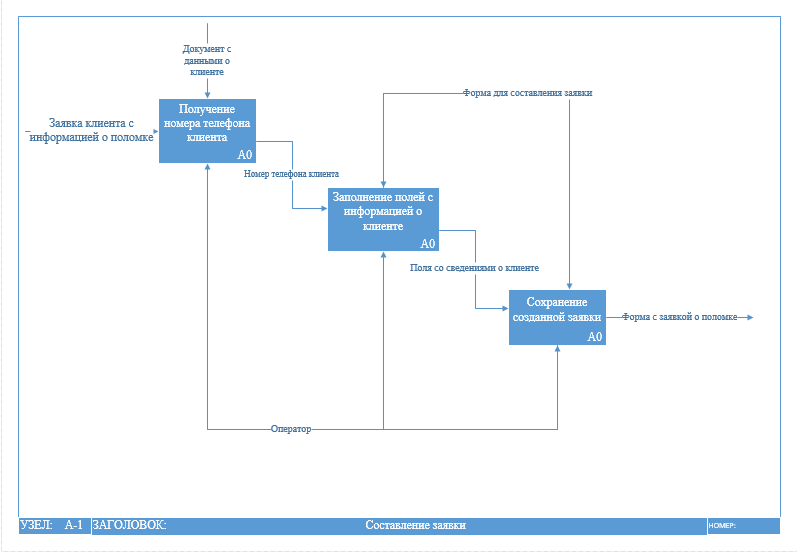 Документ с
данными о
клиенте
Заявка клиента с
информацией о поломке
Получение
номера телефона
клиента
A0
Форма для составления заявки
Номер телефона клиента
Заполнение полей с
информацией о
клиенте
A0
Поля со сведениями о клиенте
Сохранение
созданной заявки
A0
Форма с заявкой о поломке
Оператор
УЗЕЛ: А-1 ЗАГОЛОВОК: Составление заявки НОМЕР: